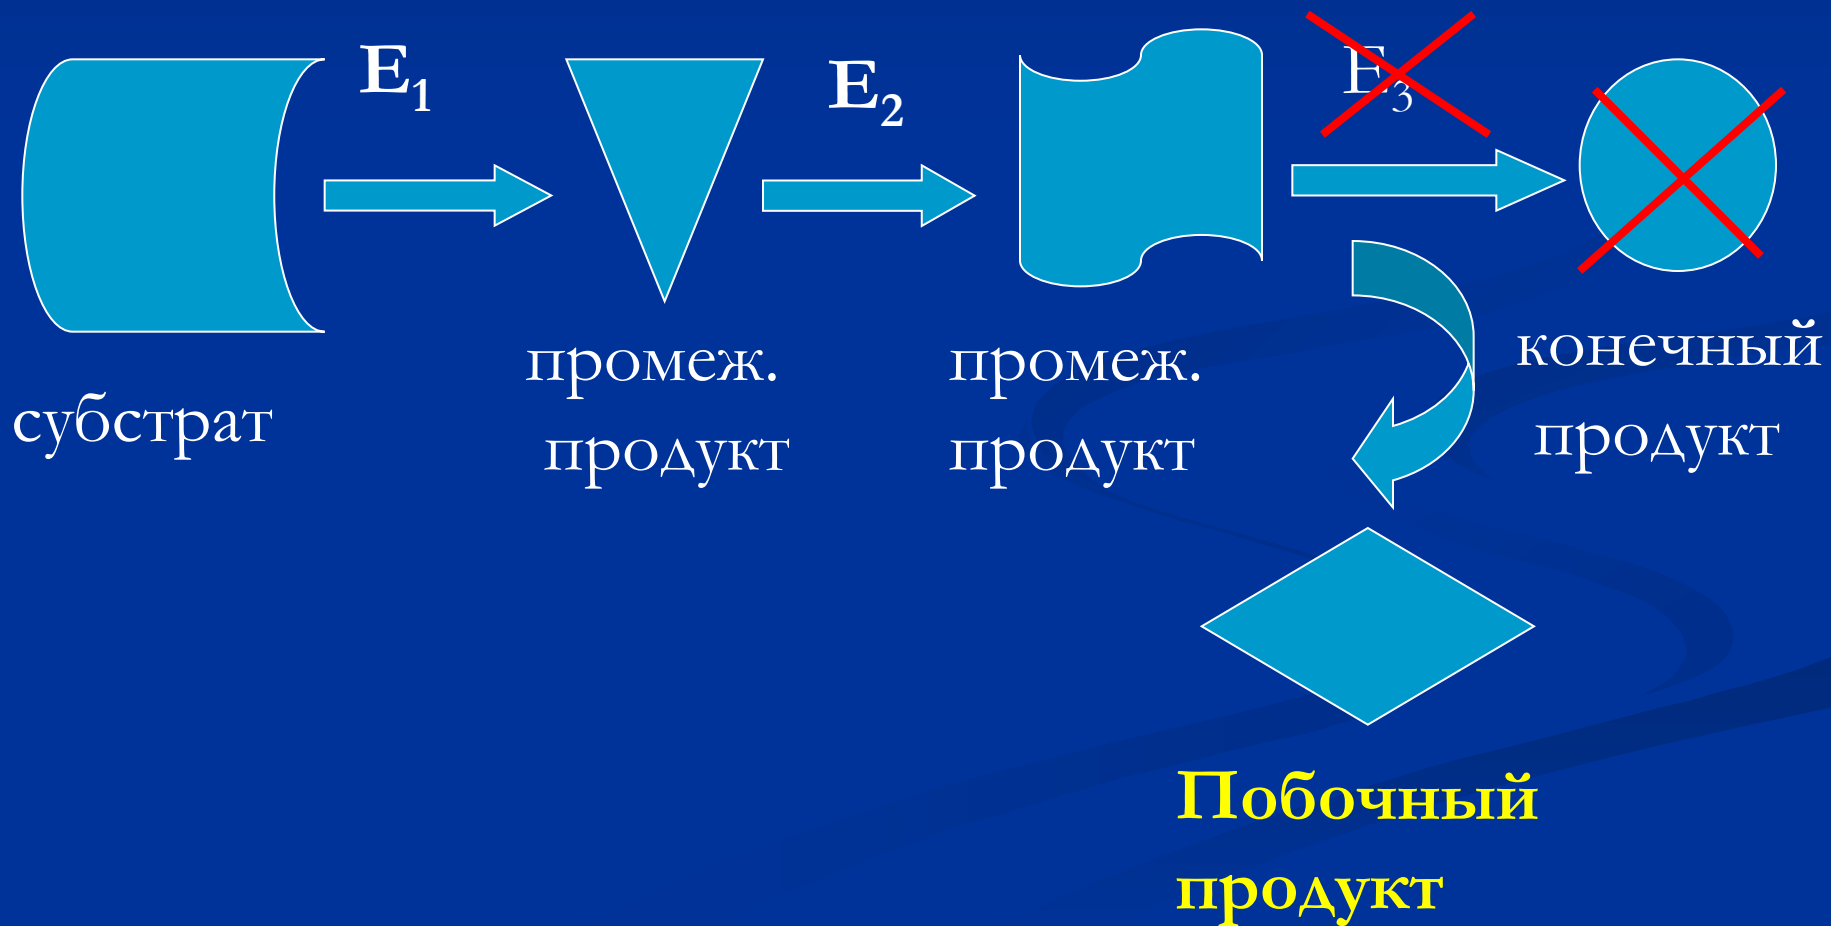 E₁
E₂
E₃
субстрат
промеж.
продукт
промеж.
продукт
конечный
продукт
Побочный
продукт